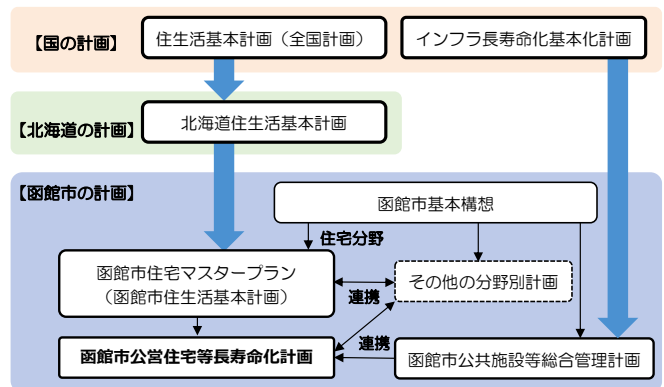 【国の計画】
住生活基本計画（全国計画）
インフラ長寿命化基本化計画
【北海道の計画】
北海道住生活基本計画
【函館市の計画】
函館市基本構想
住宅分野
函館市住宅マスタープラン
（函館市住生活基本計画）
その他の分野別計画
連携
函館市公営住宅等長寿命化計画
連携
函館市公共施設等総合管理計画